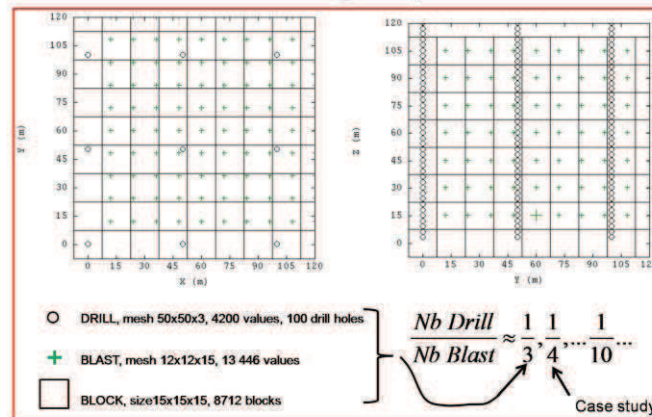 120
105
90
75
60
45
30
15
0
Y (m)
0 15 30 45 60 75 90 105 120
X (m)
120
105
90
75
60
45
30
15
0
Z (m)
0 15 30 45 60 75 90 105 120
Y (m)
DRILL, mesh 50x50x3, 4200 values, 100 drill holes
BLAST, mesh 12x12x15, 13 446 values
BLOCK, size15x15x15, 8712 blocks
Nb Drill / Nb Blast ≈ 1/3, 1/4, ... 1/10 ...
Case study